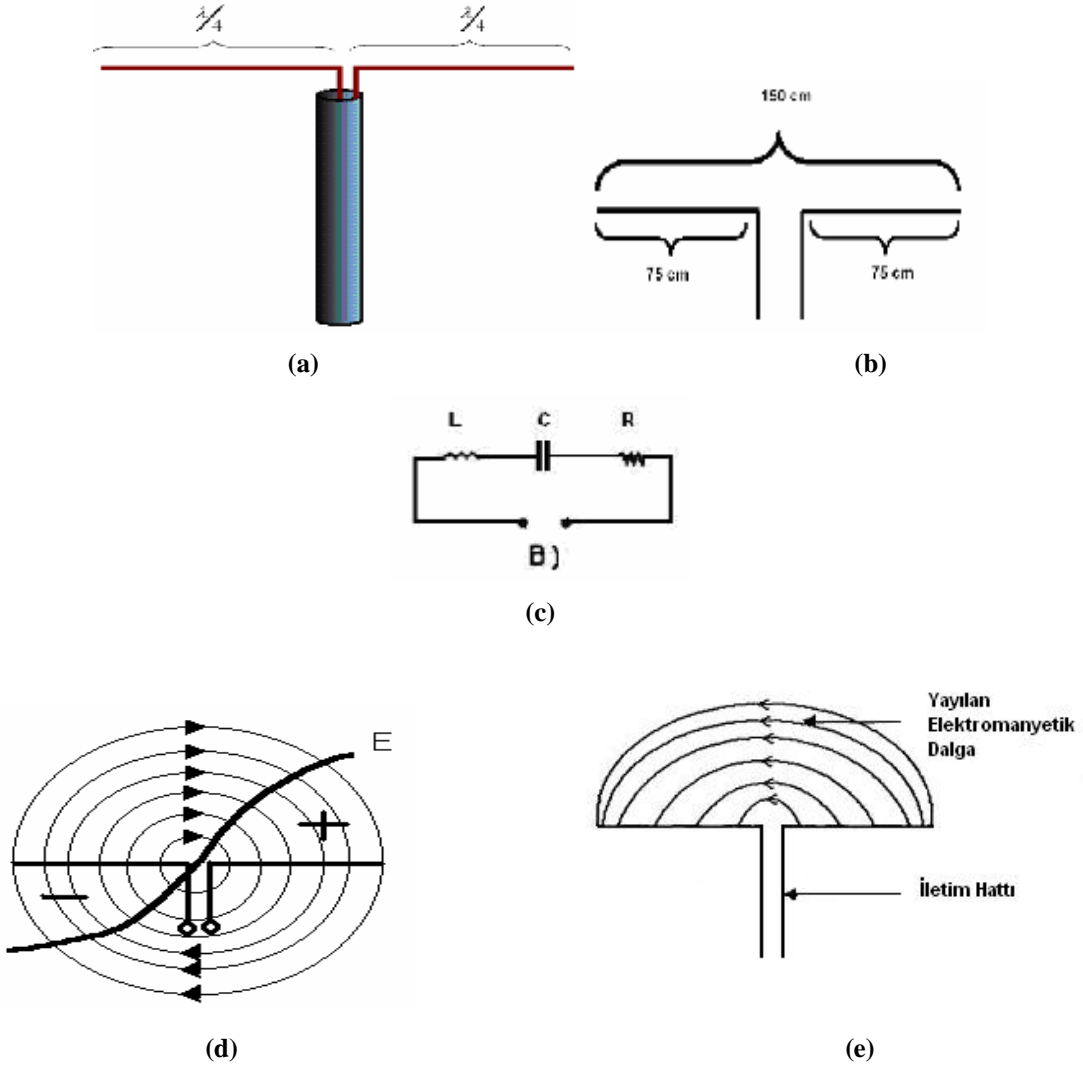 λ/4 λ/4
150 cm
75 cm 75 cm
(a) (b)
L C R
B)
(c)
E
+
−
Yayılan
Elektromanyetik
Dalga
İletim Hattı
(d) (e)